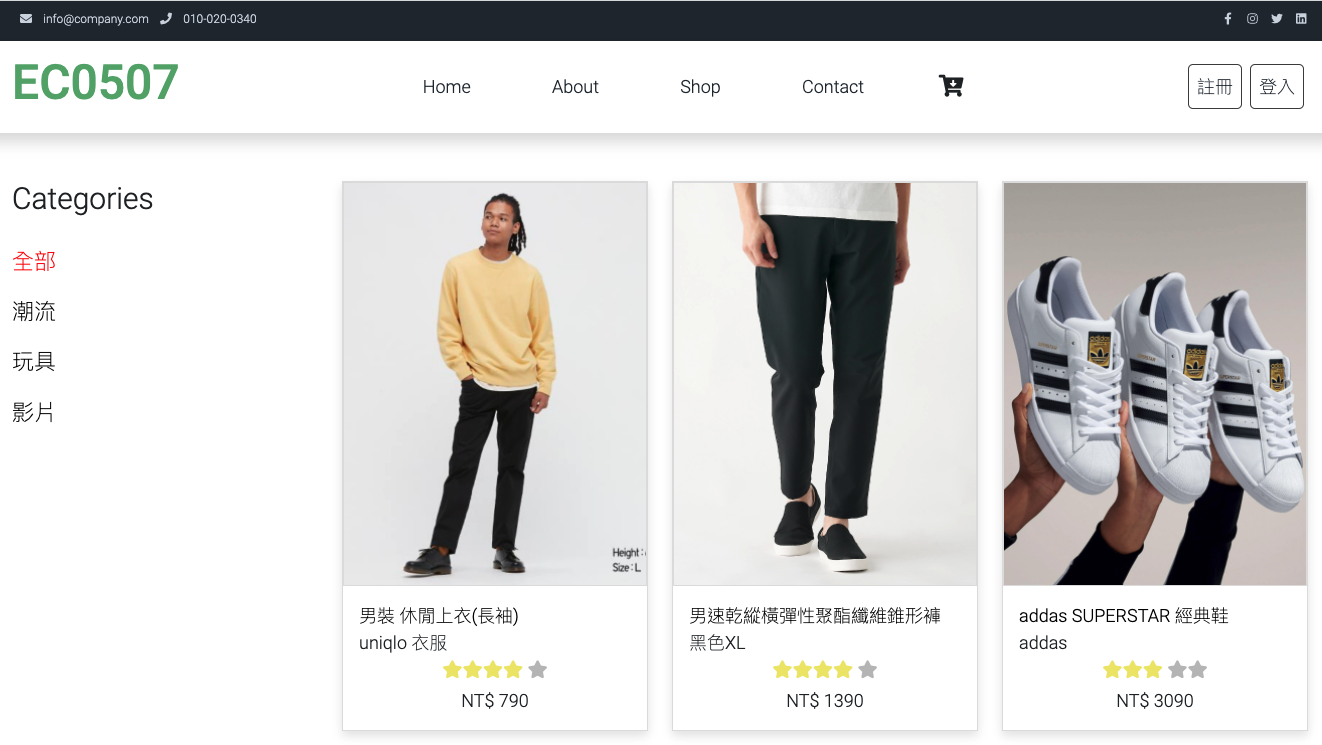 info@company.com 010-020-0340
EC0507
Home About Shop Contact
註冊 登入
Categories
全部
潮流
玩具
影片
Height :
Size : L
男裝 休閒上衣(長袖)
uniqlo 衣服
NT$ 790
男速乾縱橫彈性聚酯纖維錐形褲
黑色XL
NT$ 1390
addas SUPERSTAR 經典鞋
addas
NT$ 3090